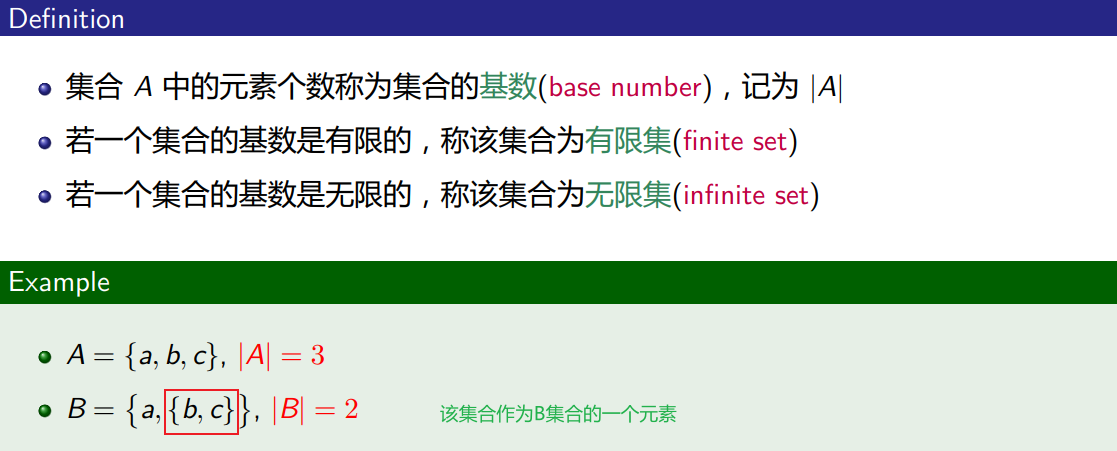 Definition
集合 A 中的元素个数称为集合的基数(base number)，记为 |A|
若一个集合的基数是有限的，称该集合为有限集(finite set)
若一个集合的基数是无限的，称该集合为无限集(infinite set)
Example
A = {a, b, c}, |A| = 3
B = {a, {b, c}}, |B| = 2 该集合作为B集合的一个元素